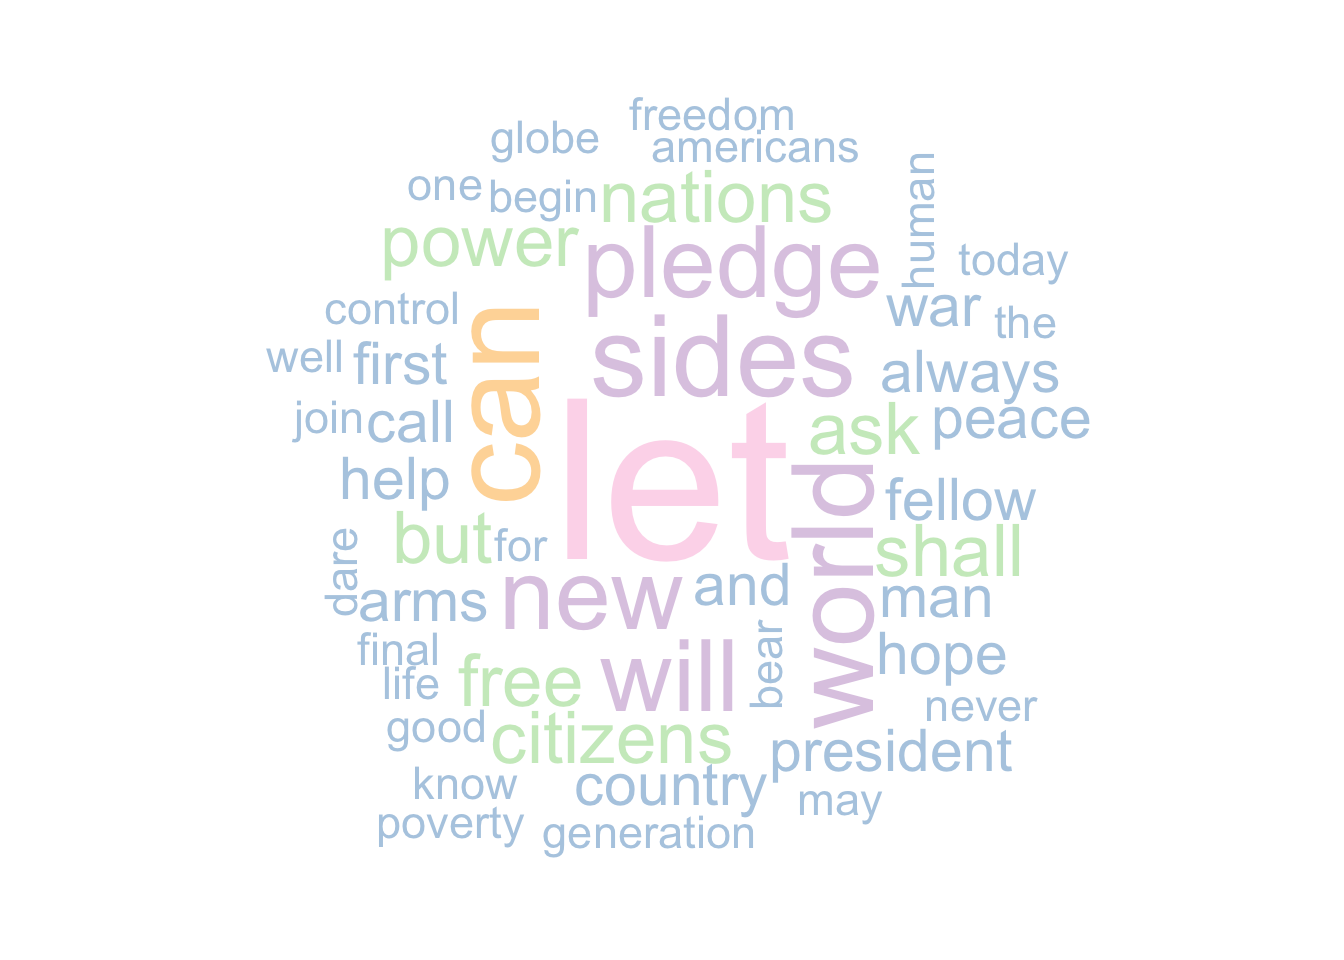 freedom
globe
americans
one
begin
nations
human
power
pledge
today
control
can
war
the
well
first
sides
always
join
call
let
ask
peace
help
world
fellow
but
for
shall
dare
arms
new
and
man
final
bear
hope
life
free
will
never
good
citizens
president
know
country
may
poverty
generation